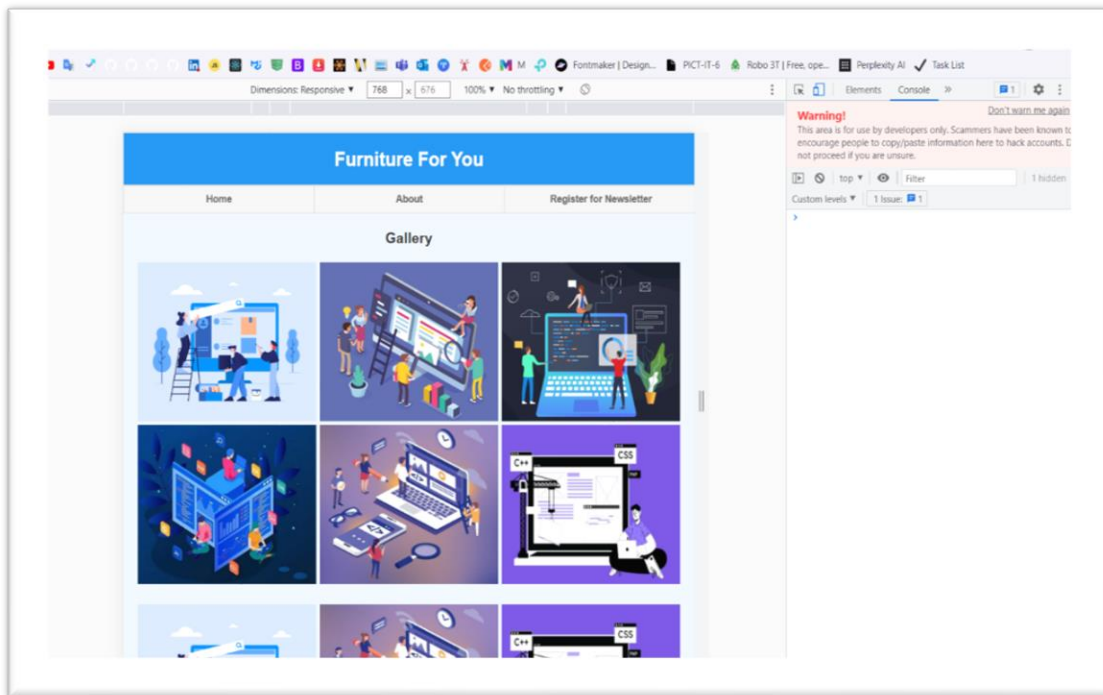 M Fontmaker | Design... PICT-IT-6 Robo 3T | Free, ope... Perplexity AI Task List
Dimensions: Responsive 768 x 676 100% No throttling
Elements Console » 1
Warning! Don't warn me again
This area is for use by developers only. Scammers have been known to
encourage people to copy/paste information here to hack accounts. D
not proceed if you are unsure.
top Filter 1 hidden
Custom levels 1 Issue: 1
>
Furniture For You
Home About Register for Newsletter
Gallery
</>
C++ CSS
</>
C++ CSS